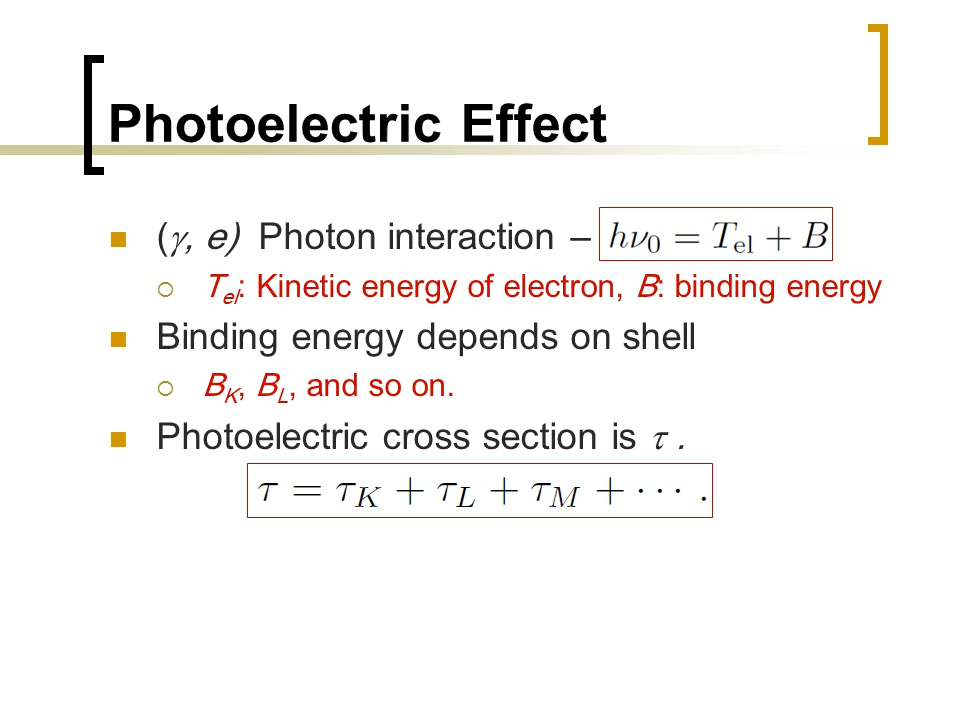 Photoelectric Effect
(γ, e) Photon interaction – hν₀ = T_el + B
T_el: Kinetic energy of electron, B: binding energy
Binding energy depends on shell
B_K, B_L, and so on.
Photoelectric cross section is τ .
τ = τ_K + τ_L + τ_M + ⋯ .